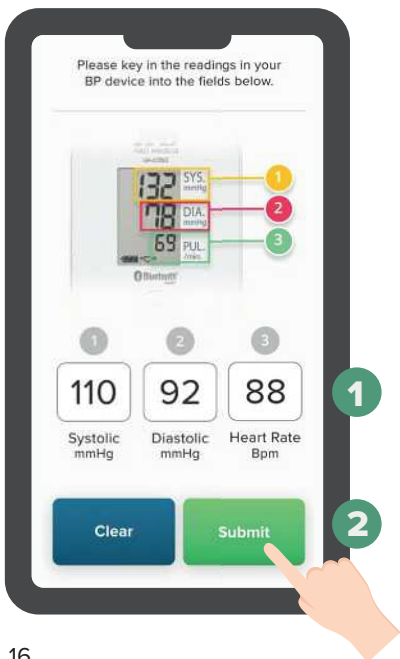 Please key in the readings in your
BP device into the fields below.
132 SYS. mmHg 1
78 DIA. mmHg 2
69 PUL. /min. 3
Bluetooth
1 2 3
110 92 88 1
Systolic Diastolic Heart Rate
mmHg mmHg Bpm
Clear Submit 2
16